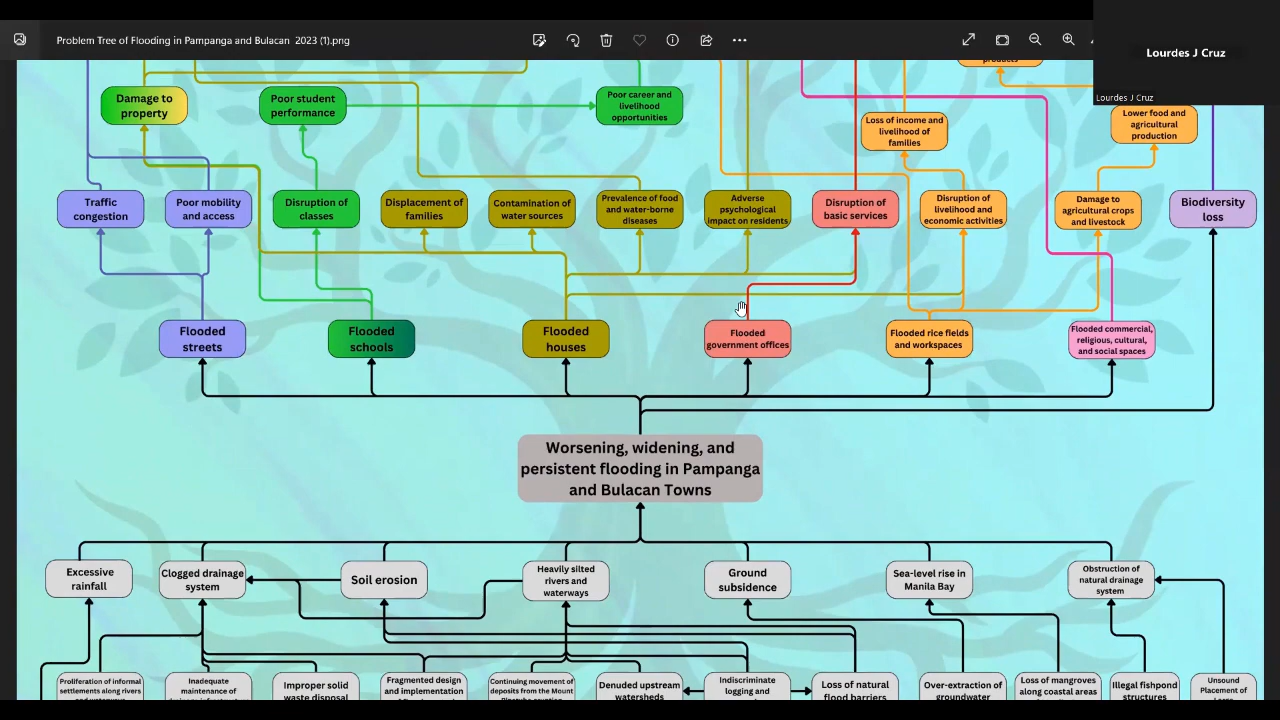 Problem Tree of Flooding in Pampanga and Bulacan 2023 (1).png
Lourdes J Cruz
Lourdes J Cruz
products
Damage to
property
Poor student
performance
Poor career and
livelihood
opportunities
Loss of income and
livelihood of
families
Lower food and
agricultural
production
Traffic
congestion
Poor mobility
and access
Disruption of
classes
Displacement of
families
Contamination of
water sources
Prevalence of food
and water-borne
diseases
Adverse
psychological
impact on residents
Disruption of
basic services
Disruption of
livelihood and
economic activities
Damage to
agricultural crops
and livestock
Biodiversity
loss
Flooded
streets
Flooded
schools
Flooded
houses
Flooded
government offices
Flooded rice fields
and workspaces
Flooded commercial,
religious, cultural,
and social spaces
Worsening, widening, and
persistent flooding in Pampanga
and Bulacan Towns
Excessive
rainfall
Clogged drainage
system
Soil erosion
Heavily silted
rivers and
waterways
Ground
subsidence
Sea-level rise in
Manila Bay
Obstruction of
natural drainage
system
Proliferation of informal
settlements along rivers
and waterways
Inadequate
maintenance of
Improper solid
waste disposal
Fragmented design
and implementation
Continuing movement of
deposits from the Mount
Denuded upstream
watersheds
Indiscriminate
logging and
Loss of natural
flood barriers
Over-extraction of
groundwater
Loss of mangroves
along coastal areas
Illegal fishpond
structures
Unsound
Placement of